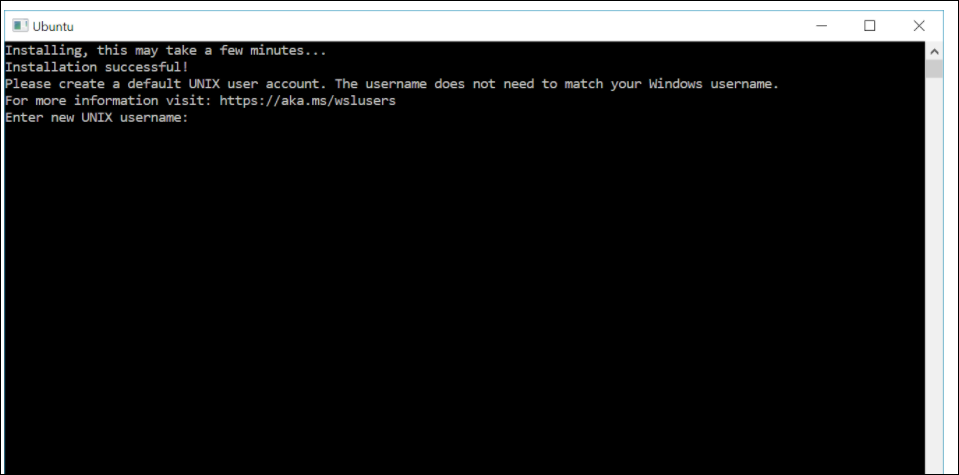 Ubuntu
Installing, this may take a few minutes...
Installation successful!
Please create a default UNIX user account. The username does not need to match your Windows username.
For more information visit: https://aka.ms/wslusers
Enter new UNIX username: